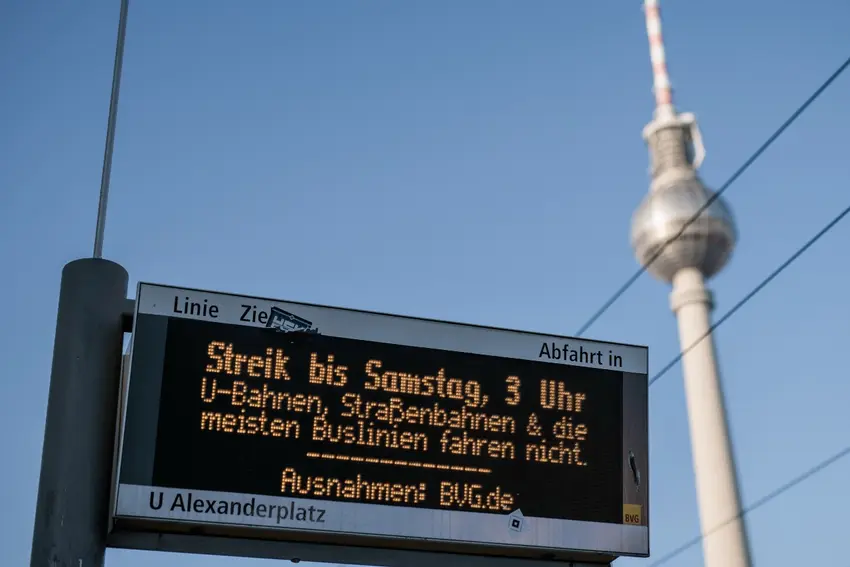 Linie Zie Abfahrt in
Streik bis Samstag, 3 Uhr
U-Bahnen, Straßenbahnen & die
meisten Buslinien fahren nicht.
Ausnahmen: BVG.de
U Alexanderplatz
BVG